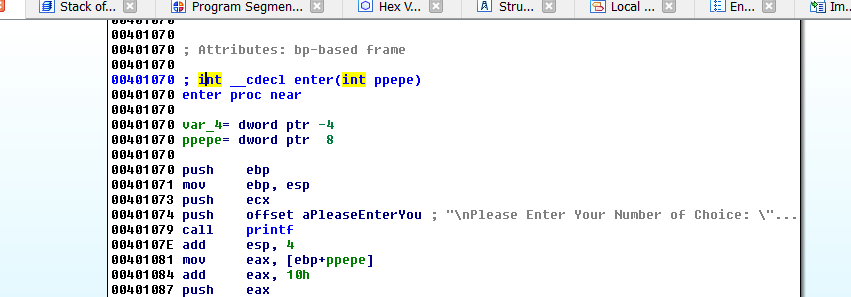 Stack of... Program Segmen... Hex V... Stru... Local ... En... Im...
00401070
00401070
00401070 ; Attributes: bp-based frame
00401070
00401070 ; int __cdecl enter(int ppepe)
00401070 enter proc near
00401070
00401070 var_4= dword ptr -4
00401070 ppepe= dword ptr  8
00401070
00401070 push    ebp
00401071 mov     ebp, esp
00401073 push    ecx
00401074 push    offset aPleaseEnterYou ; "\nPlease Enter Your Number of Choice: \"...
00401079 call    printf
0040107E add     esp, 4
00401081 mov     eax, [ebp+ppepe]
00401084 add     eax, 10h
00401087 push    eax